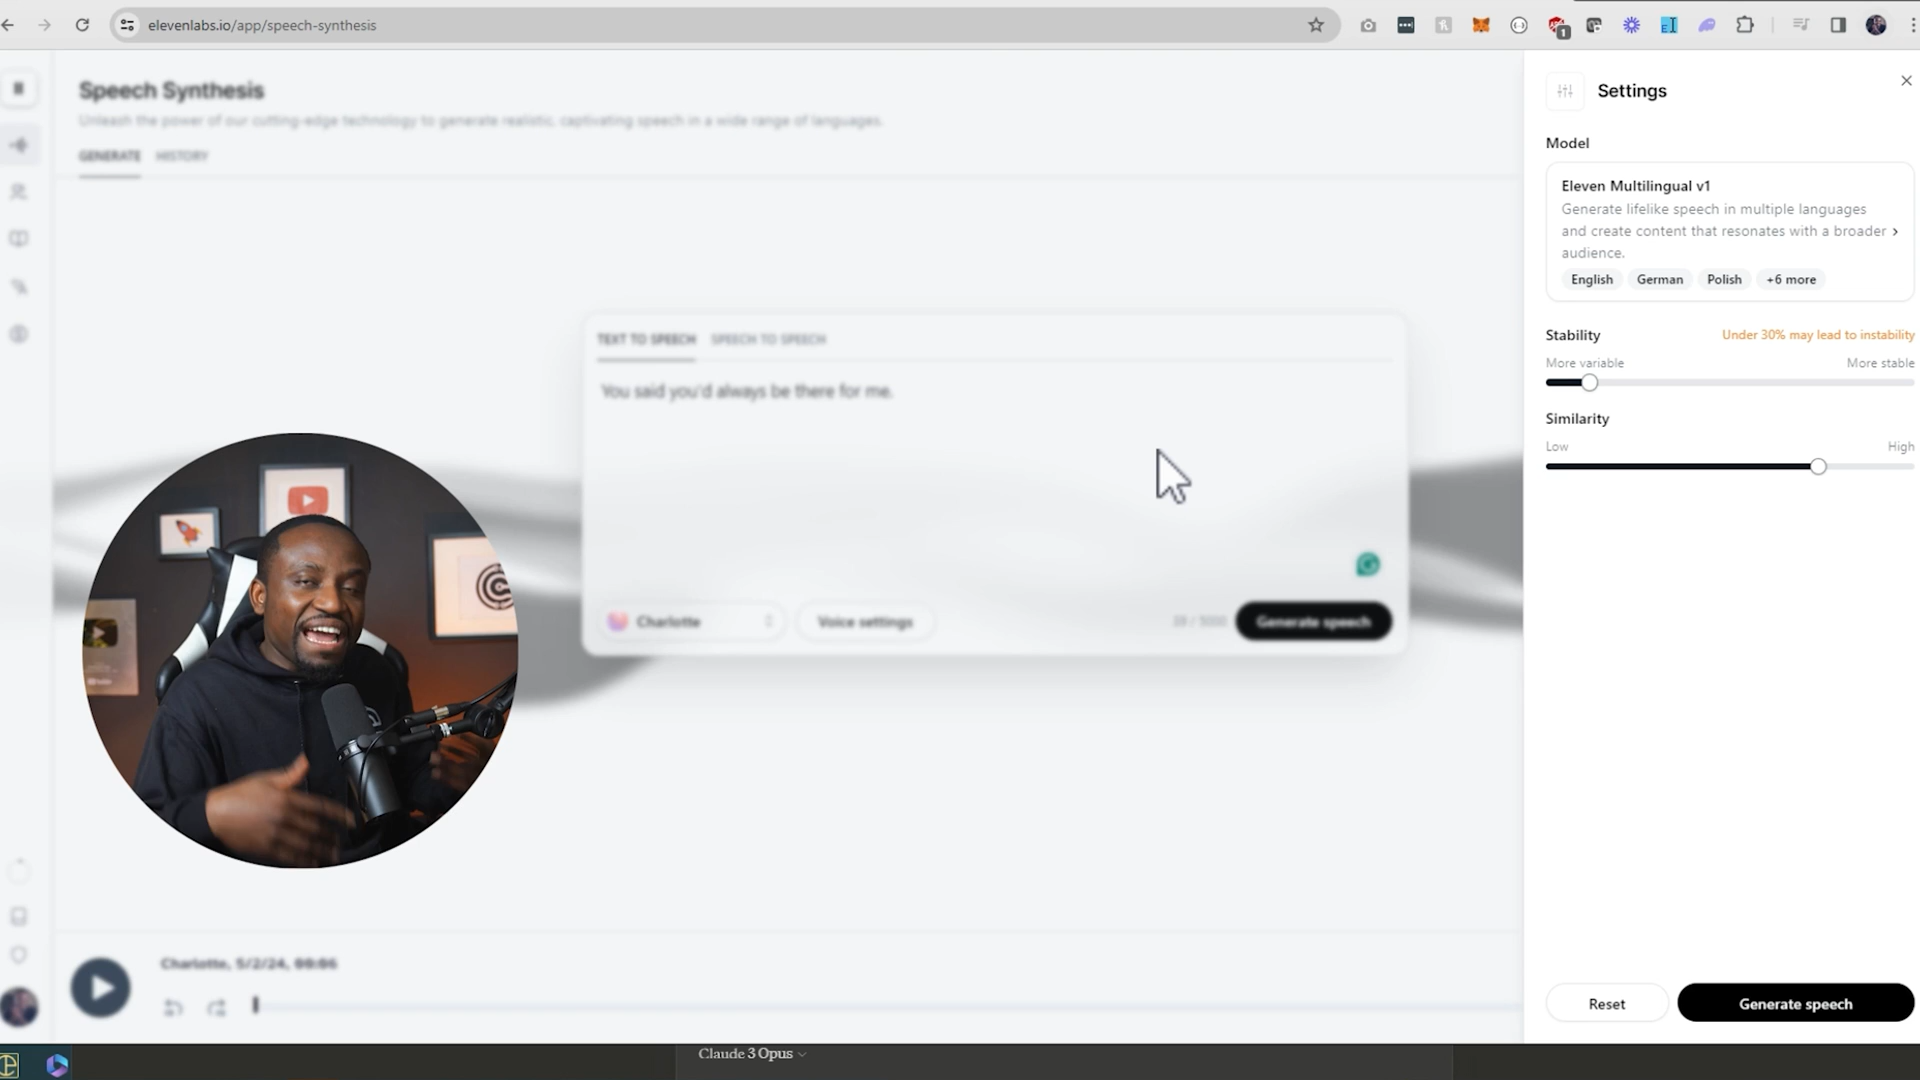 elevenlabs.io/app/speech-synthesis
1
Speech Synthesis
Unleash the power of our cutting-edge technology to generate realistic, captivating speech in a wide range of languages.
GENERATE HISTORY
TEXT TO SPEECH SPEECH TO SPEECH
You said you'd always be there for me.
Charlotte
Voice settings
Generate speech
Charlotte, 5/2/24, 00:06
Settings
Model
Eleven Multilingual v1
Generate lifelike speech in multiple languages
and create content that resonates with a broader
audience.
English German Polish +6 more
Stability Under 30% may lead to instability
More variable More stable
Similarity
Low High
Reset Generate speech
Claude 3 Opus